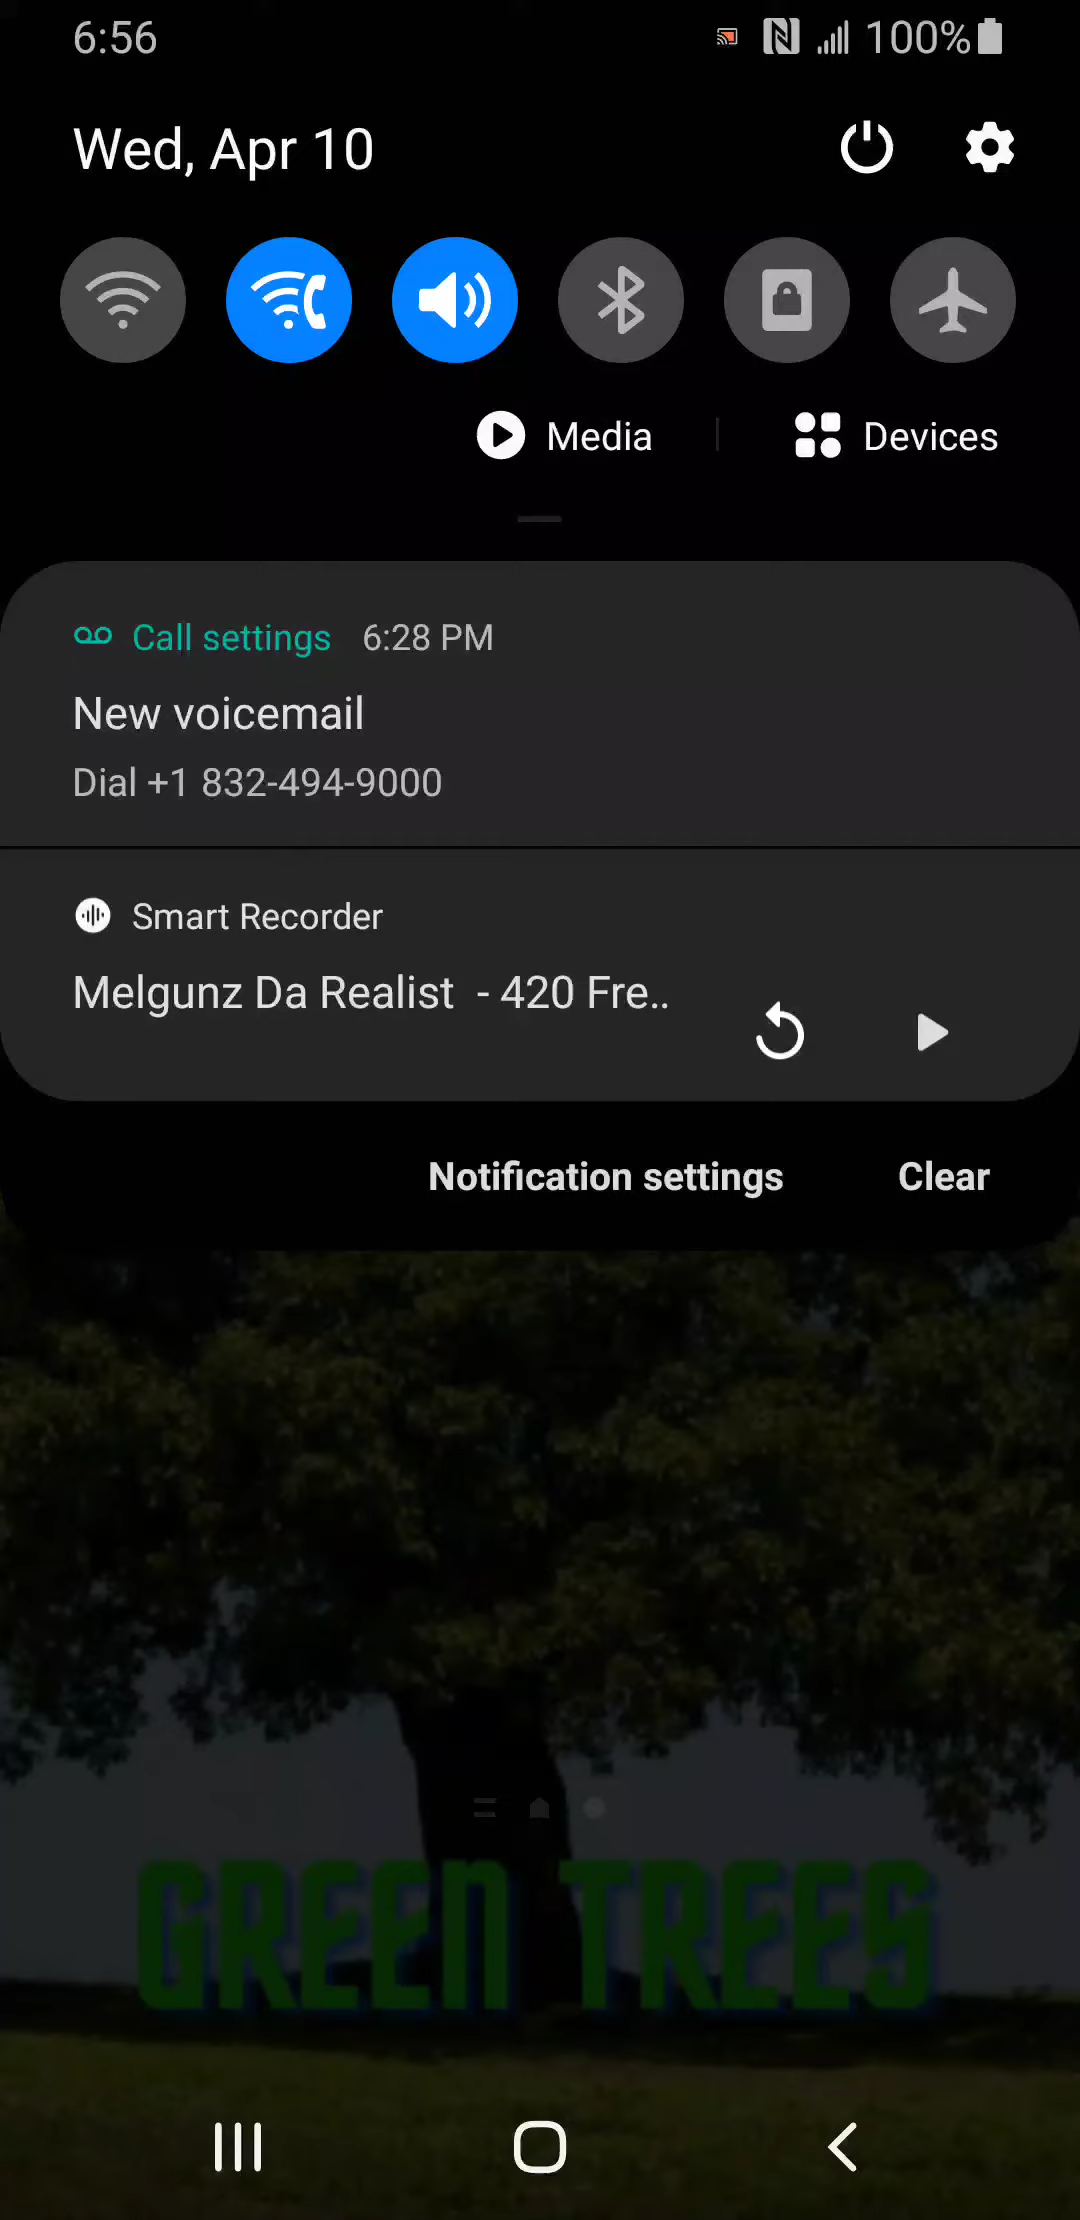 6:56
100%
Wed, Apr 10
Media
Devices
Call settings 6:28 PM
New voicemail
Dial +1 832-494-9000
Smart Recorder
Melgunz Da Realist - 420 Fre..
Notification settings
Clear
GREEN TREES